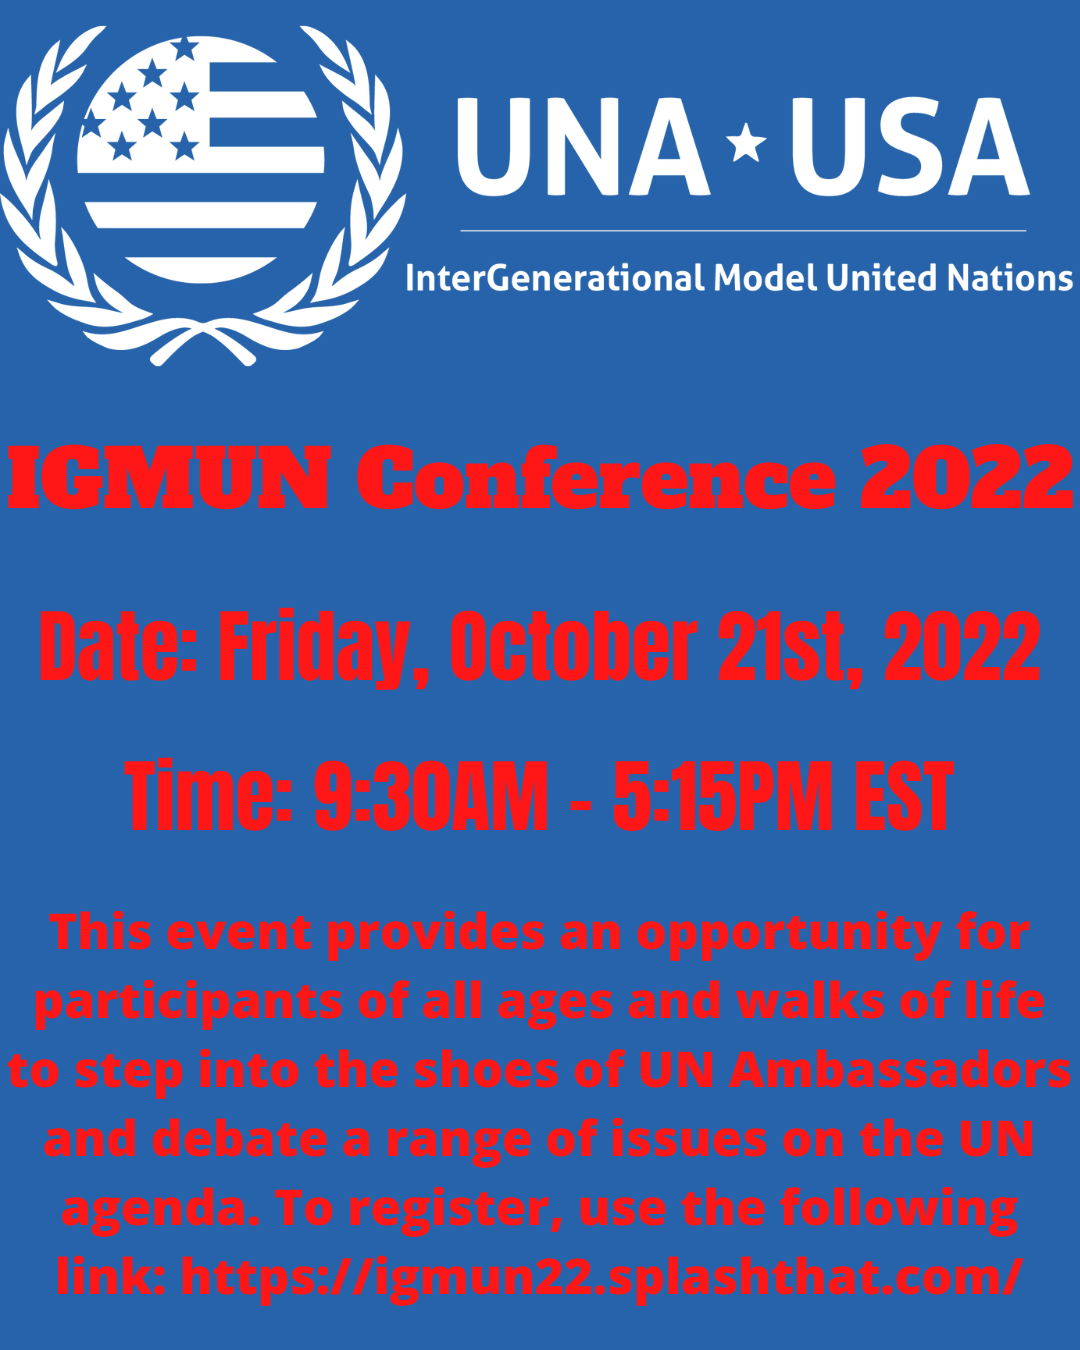 UNA★USA
InterGenerational Model United Nations
IGMUN Conference 2022
Date: Friday, October 21st, 2022
Time: 9:30AM - 5:15PM EST
This event provides an opportunity for
participants of all ages and walks of life
to step into the shoes of UN Ambassadors
and debate a range of issues on the UN
agenda. To register, use the following
link: https://igmun22.splashthat.com/